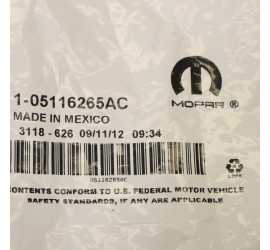 1-05116265AC
MOPAR ®
MADE IN MEXICO
3118 - 626 09/11/12 09:34
05116265AC
CONTENTS CONFORM TO U.S. FEDERAL MOTOR VEHICLE
SAFETY STANDARDS, IF ANY ARE APPLICABLE